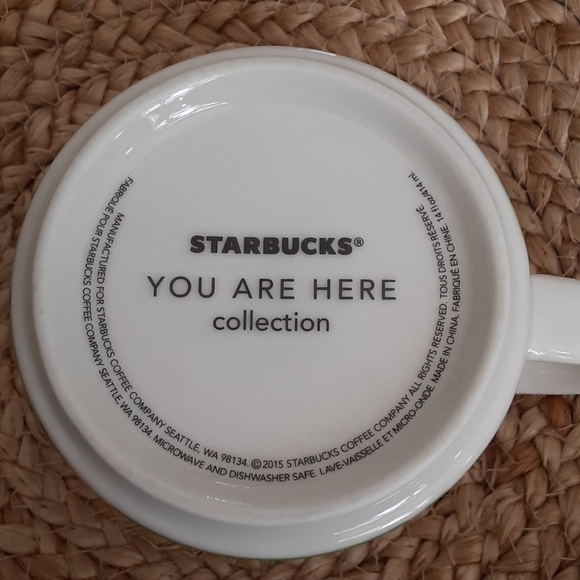 STARBUCKS®
YOU ARE HERE
collection
MANUFACTURED FOR STARBUCKS COFFEE COMPANY SEATTLE, WA 98134. ©2015 STARBUCKS COFFEE COMPANY ALL RIGHTS RESERVED. TOUS DROITS RÉSERVÉ.
FABRIQUÉ POUR STARBUCKS COFFEE COMPANY SEATTLE, WA 98134. MICROWAVE AND DISHWASHER SAFE. LAVE-VAISSELLE ET MICRO-ONDE. MADE IN CHINA. FABRIQUÉ EN CHINE. 14 fl oz/414 ml